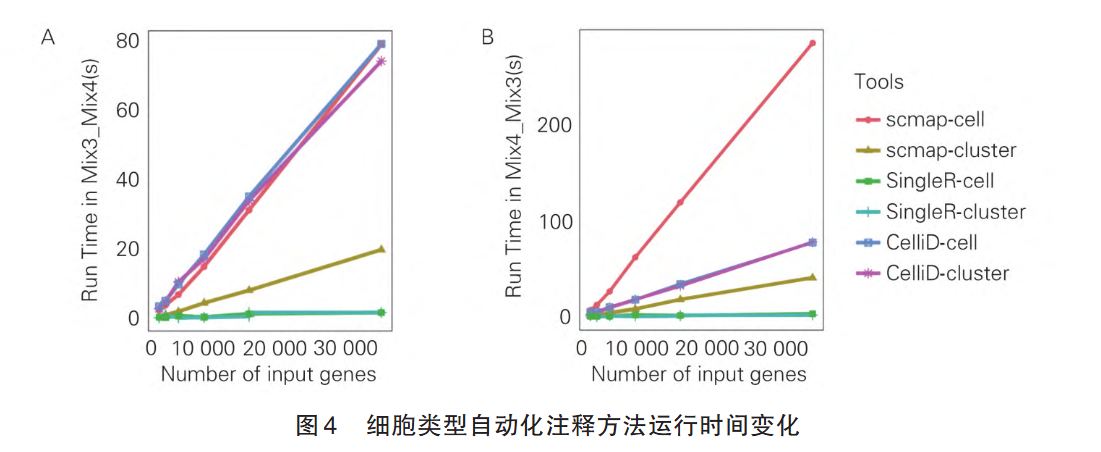 A
Run Time in Mix3_Mix4(s)
80
60
40
20
0
0 10 000 20 000 30 000
Number of input genes
B
Run Time in Mix4_Mix3(s)
200
100
0
0 10 000 20 000 30 000
Number of input genes
Tools
scmap-cell
scmap-cluster
SingleR-cell
SingleR-cluster
CelliD-cell
CelliD-cluster
图4 细胞类型自动化注释方法运行时间变化